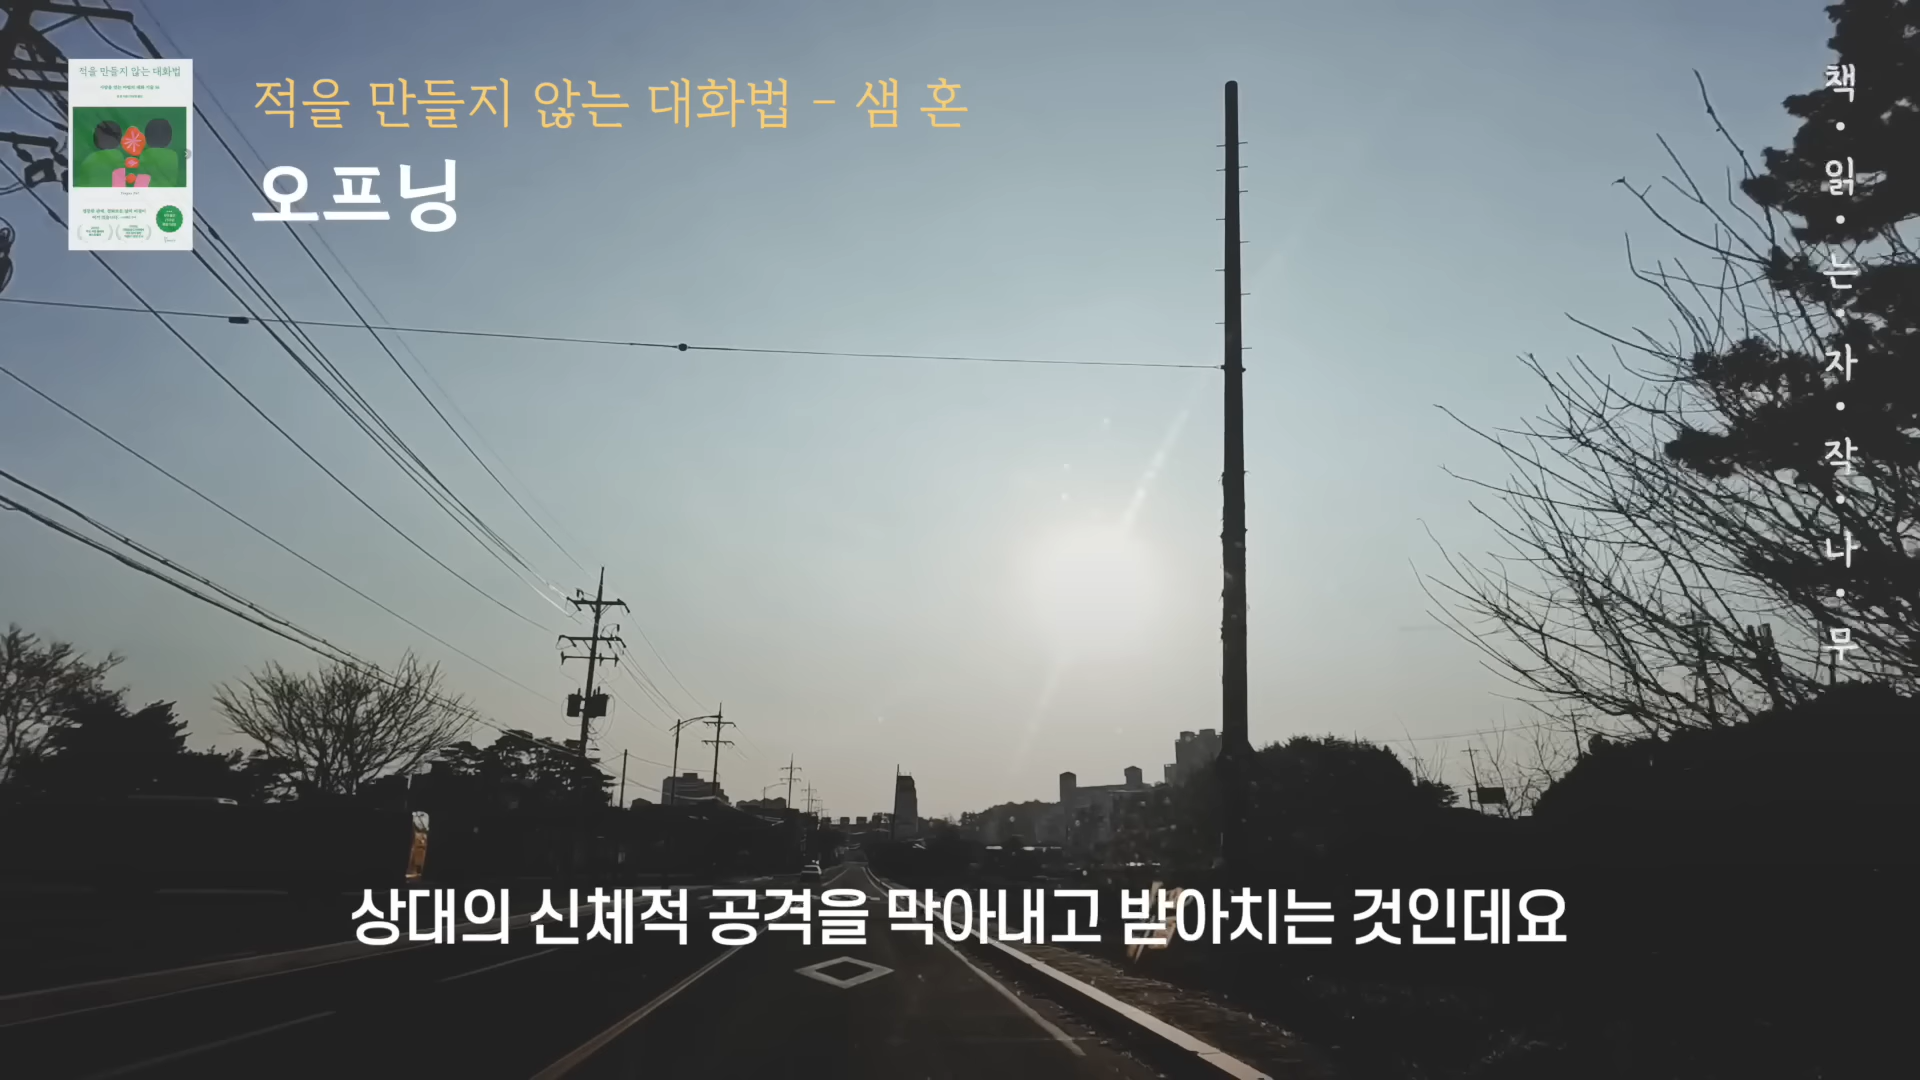 적을 만들지 않는 대화법
적을 만들지 않는 대화법 - 샘 혼
오프닝
책·읽·는·자·작·나·무
상대의 신체적 공격을 막아내고 받아치는 것인데요